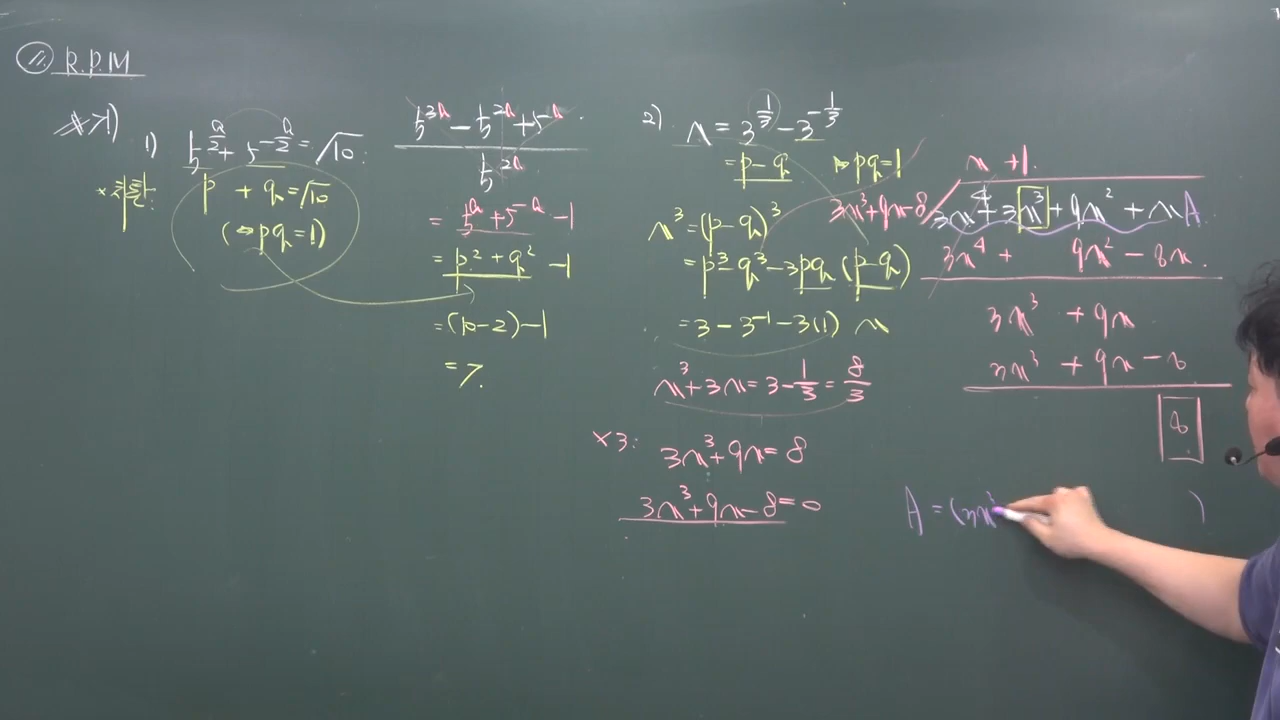 R.P.M
1) 5^{a/2} + 5^{-a/2} = √10
p + q = √10
(⇒ pq = 1)
5^{3a} - 5^{2a} + 5^{a}
5^{2a}
= 5^{a} + 5^{-a} - 1
= p² + q² - 1
= (10 - 2) - 1
= 7.
2) x = 3^{1/3} - 3^{-1/3}
= p - q ⇒ pq = 1
x³ = (p - q)³
= p³ - q³ - 3pq (p - q)
= 3 - 3^{-1} - 3(1) x
x³ + 3x = 3 - 1/3 = 8/3
×3: 3x³ + 9x = 8
3x³ + 9x - 8 = 0
x + 1.
3x³ + 9x - 8 / 3x⁴ + 3x³ + 9x² + x A
3x⁴ + 9x² - 8x.
3x³ + 9x
3x³ + 9x - 8
8
A = (3x³ )